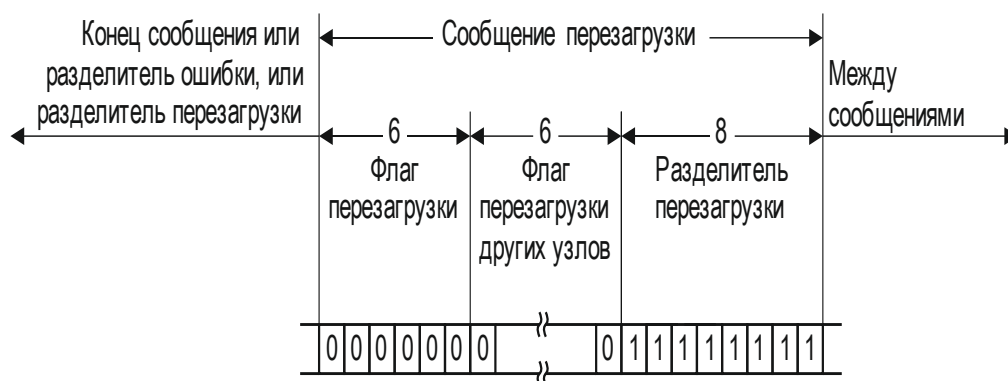 Конец сообщения или
разделитель ошибки, или
разделитель перезагрузки
Сообщение перезагрузки
Между
сообщениями
6
6
8
Флаг
перезагрузки
Флаг
перезагрузки
других узлов
Разделитель
перезагрузки
0 0 0 0 0 0 0 0 1 1 1 1 1 1 1 1